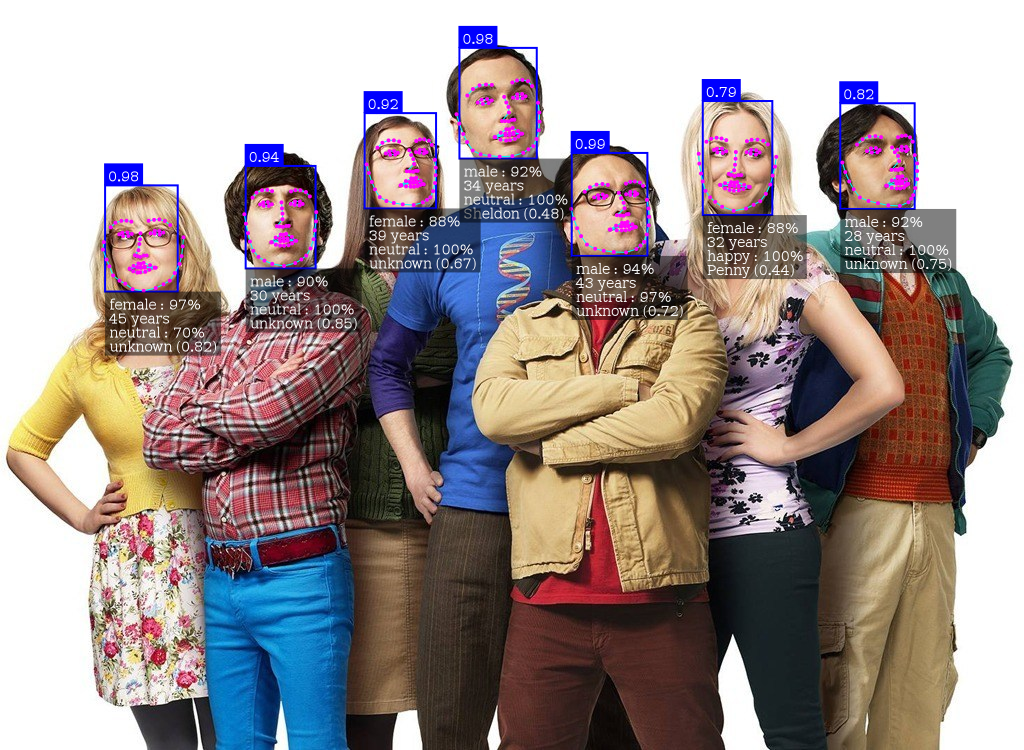 0.98
female : 97%
45 years
neutral : 70%
unknown (0.82)
0.94
male : 90%
30 years
neutral : 100%
unknown (0.85)
0.92
female : 88%
39 years
neutral : 100%
unknown (0.67)
0.98
male : 92%
34 years
neutral : 100%
Sheldon (0.48)
0.99
male : 94%
43 years
neutral : 97%
unknown (0.72)
0.79
female : 88%
32 years
happy : 100%
Penny (0.44)
0.82
male : 92%
28 years
neutral : 100%
unknown (0.75)